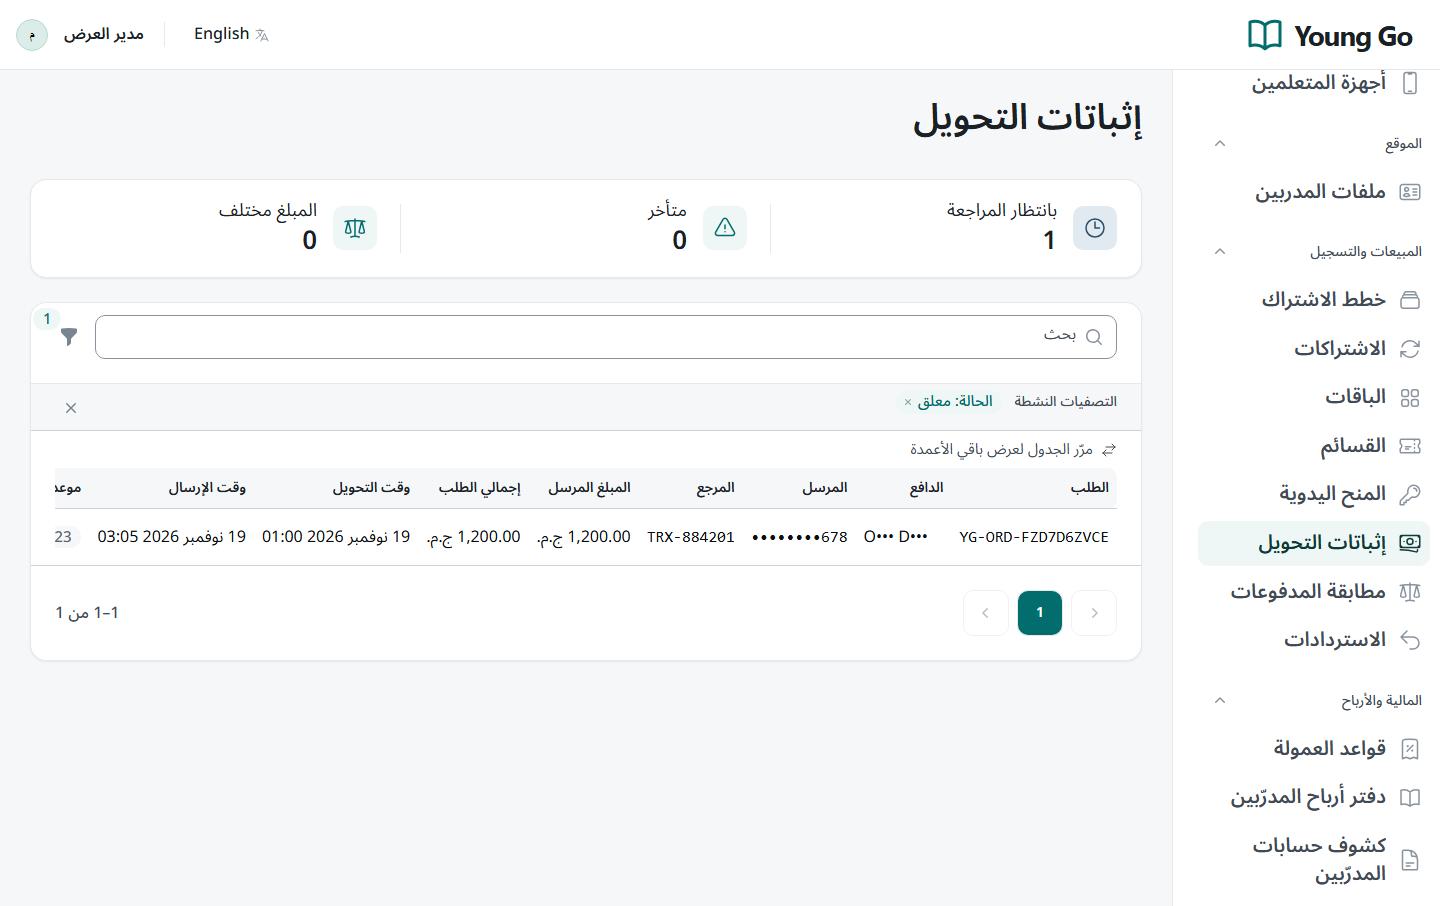 Young Go
English
مدير العرض
م
أجهزة المتعلمين
الموقع
ملفات المدربين
المبيعات والتسجيل
خطط الاشتراك
الاشتراكات
الباقات
القسائم
المنح اليدوية
إثباتات التحويل
مطابقة المدفوعات
الاستردادات
المالية والأرباح
قواعد العمولة
دفتر أرباح المدرّبين
كشوف حسابات
المدرّبين
إثباتات التحويل
بانتظار المراجعة
1
متأخر
0
المبلغ مختلف
0
بحث
1
التصفيات النشطة
الحالة: معلق ×
مرّر الجدول لعرض باقي الأعمدة
الطلب الدافع المرسل المرجع المبلغ المرسل إجمالي الطلب وقت التحويل وقت الإرسال موعد
YG-ORD-FZD7D6ZVCE O••• D••• ••••••••678 TRX-884201 1,200.00 ج.م. 1,200.00 ج.م. 19 نوفمبر 2026 01:00 19 نوفمبر 2026 03:05 23
1
1–1 من 1